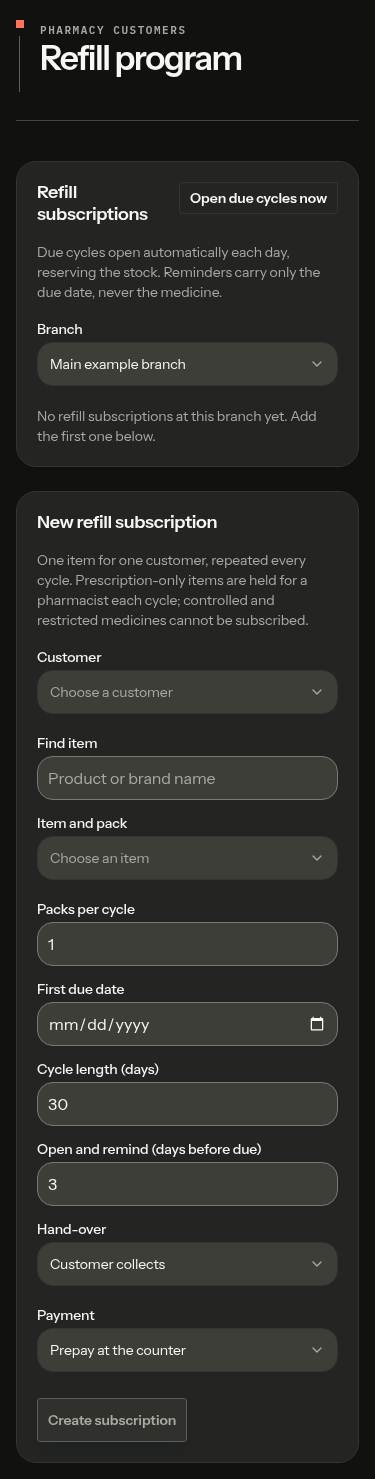 PHARMACY CUSTOMERS
Refill program
Refill
subscriptions
Open due cycles now
Due cycles open automatically each day,
reserving the stock. Reminders carry only the
due date, never the medicine.
Branch
Main example branch
No refill subscriptions at this branch yet. Add
the first one below.
New refill subscription
One item for one customer, repeated every
cycle. Prescription-only items are held for a
pharmacist each cycle; controlled and
restricted medicines cannot be subscribed.
Customer
Choose a customer
Find item
Product or brand name
Item and pack
Choose an item
Packs per cycle
1
First due date
mm/dd/yyyy
Cycle length (days)
30
Open and remind (days before due)
3
Hand-over
Customer collects
Payment
Prepay at the counter
Create subscription